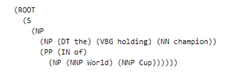 (ROOT
(S
(NP
(NP (DT the) (VBG holding) (NN champion))
(PP (IN of)
(NP (NNP World) (NNP Cup))))))